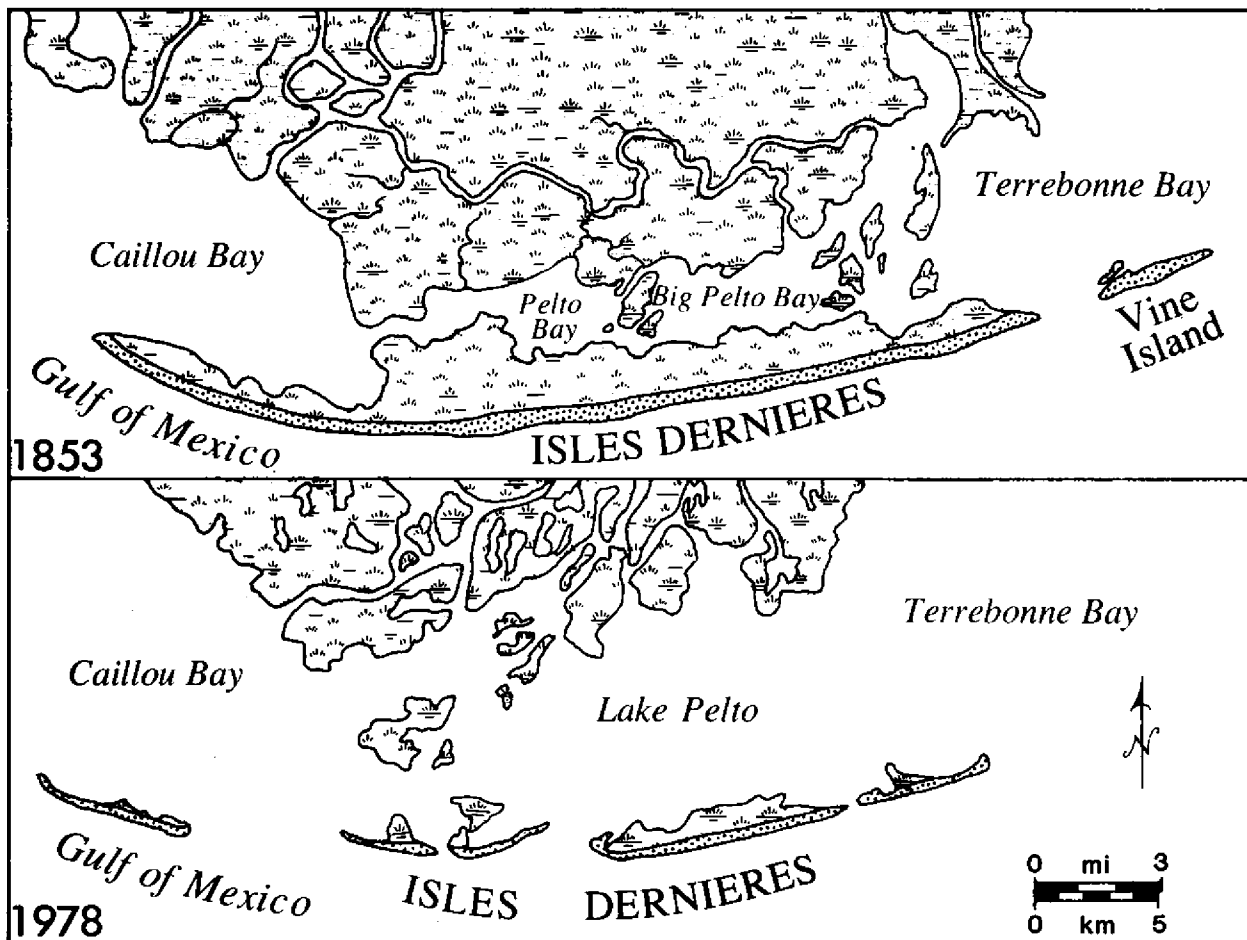 Terrebonne Bay
Caillou Bay
Pelto
Bay
Big Pelto Bay
Vine
Island
Gulf of Mexico
ISLES DERNIERES
1853
Terrebonne Bay
Caillou Bay
Lake Pelto
N
Gulf of Mexico
ISLES DERNIERES
0 mi 3
0 km 5
1978